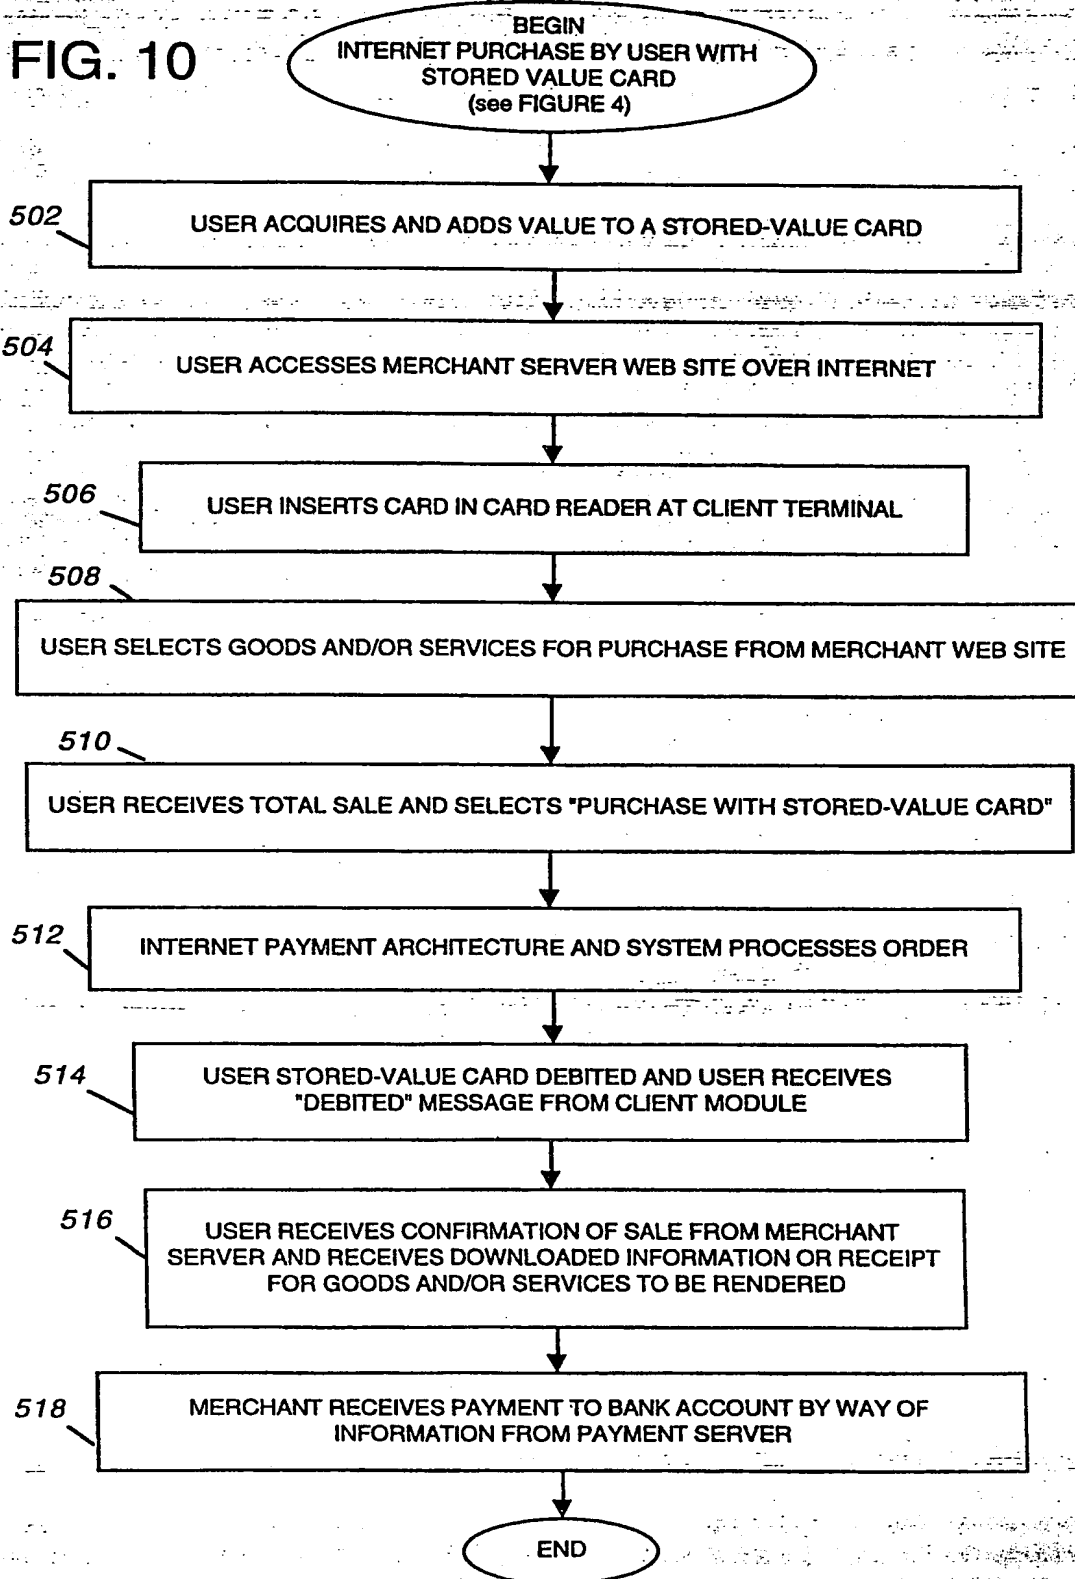 FIG. 10
BEGIN
INTERNET PURCHASE BY USER WITH
STORED VALUE CARD
(see FIGURE 4)
502
USER ACQUIRES AND ADDS VALUE TO A STORED-VALUE CARD
504
USER ACCESSES MERCHANT SERVER WEB SITE OVER INTERNET
506
USER INSERTS CARD IN CARD READER AT CLIENT TERMINAL
508
USER SELECTS GOODS AND/OR SERVICES FOR PURCHASE FROM MERCHANT WEB SITE
510
USER RECEIVES TOTAL SALE AND SELECTS "PURCHASE WITH STORED-VALUE CARD"
512
INTERNET PAYMENT ARCHITECTURE AND SYSTEM PROCESSES ORDER
514
USER STORED-VALUE CARD DEBITED AND USER RECEIVES
"DEBITED" MESSAGE FROM CLIENT MODULE
516
USER RECEIVES CONFIRMATION OF SALE FROM MERCHANT
SERVER AND RECEIVES DOWNLOADED INFORMATION OR RECEIPT
FOR GOODS AND/OR SERVICES TO BE RENDERED
518
MERCHANT RECEIVES PAYMENT TO BANK ACCOUNT BY WAY OF
INFORMATION FROM PAYMENT SERVER
END